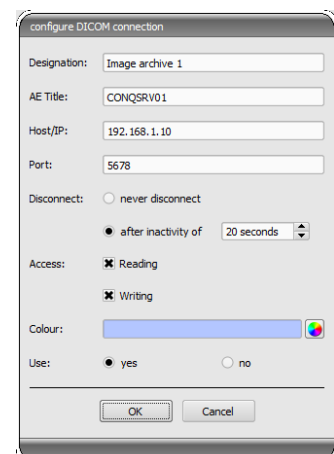 configure DICOM connection
Designation: Image archive 1
AE Title: CONQSRV01
Host/IP: 192.168.1.10
Port: 5678
Disconnect: never disconnect
after inactivity of 20 seconds
Access: Reading
Writing
Colour:
Use: yes no
OK Cancel